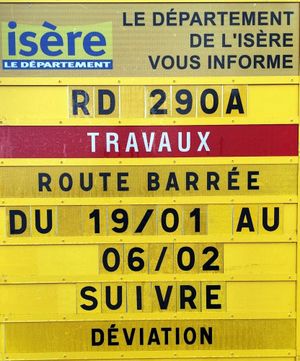 isère
LE DÉPARTEMENT
LE DÉPARTEMENT
DE L'ISÈRE
VOUS INFORME
RD 290A
TRAVAUX
ROUTE BARRÉE
DU 19/01 AU
06/02
SUIVRE
DÉVIATION